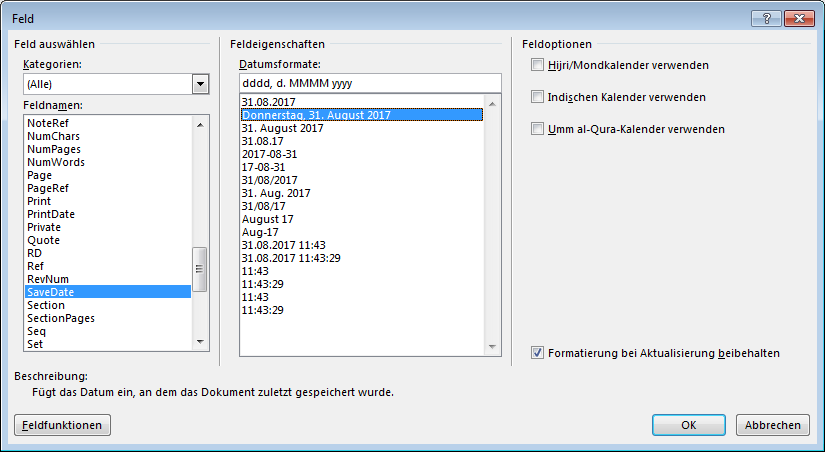 Feld
Feld auswählen
Kategorien:
(Alle)
Feldnamen:
NoteRef
NumChars
NumPages
NumWords
Page
PageRef
Print
PrintDate
Private
Quote
RD
Ref
RevNum
SaveDate
Section
SectionPages
Seq
Set
Feldeigenschaften
Datumsformate:
dddd, d. MMMM yyyy
31.08.2017
Donnerstag, 31. August 2017
31. August 2017
31.08.17
2017-08-31
17-08-31
31/08/2017
31. Aug. 2017
31/08/17
August 17
Aug-17
31.08.2017 11:43
31.08.2017 11:43:29
11:43
11:43:29
11:43
11:43:29
Feldoptionen
Hijri/Mondkalender verwenden
Indischen Kalender verwenden
Umm al-Qura-Kalender verwenden
Formatierung bei Aktualisierung beibehalten
Beschreibung:
Fügt das Datum ein, an dem das Dokument zuletzt gespeichert wurde.
Feldfunktionen
OK
Abbrechen